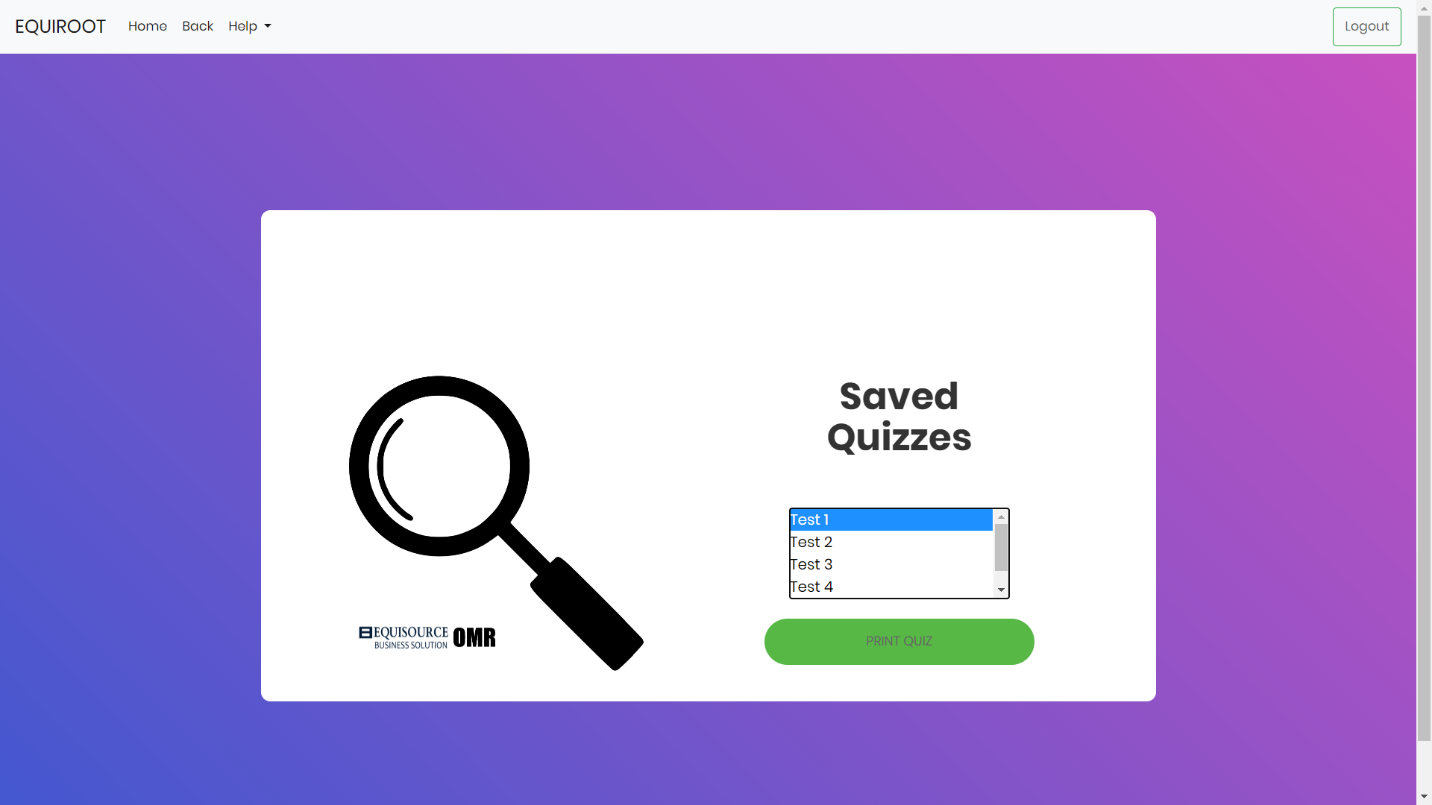 EQUIROOT Home Back Help Logout
Saved
Quizzes
Test 1
Test 2
Test 3
Test 4
EQUISOURCE
BUSINESS SOLUTION OMR
PRINT QUIZ